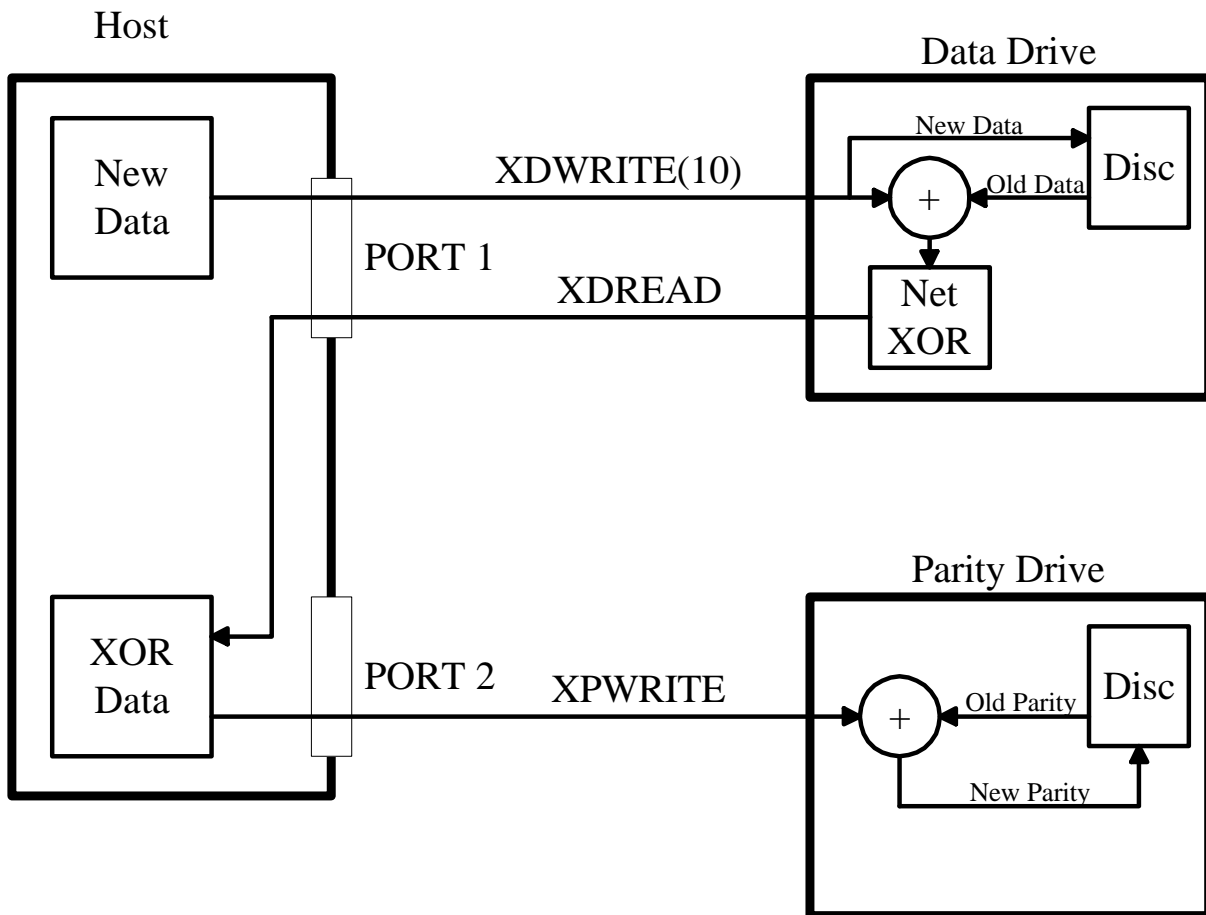 Host
Data Drive
New
Data
XDWRITE(10)
New Data
Disc
Old Data
+
PORT 1
XDREAD
Net
XOR
Parity Drive
XOR
Data
PORT 2
XPWRITE
Disc
Old Parity
+
New Parity